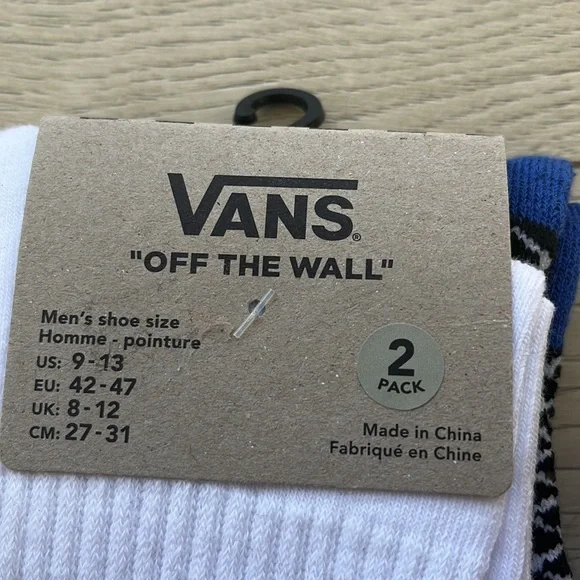 VANS®
"OFF THE WALL"
Men's shoe size
Homme - pointure
US: 9-13
EU: 42-47
UK: 8-12
CM: 27-31
2
PACK
Made in China
Fabriqué en Chine